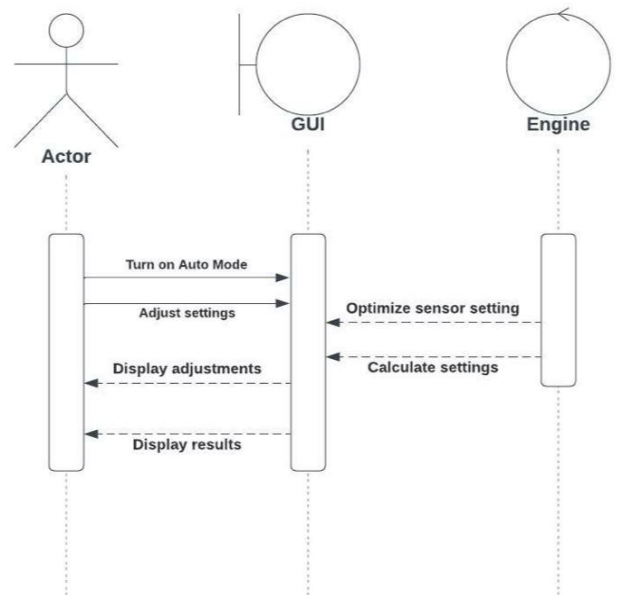 GUI
Engine
Actor
Turn on Auto Mode
Adjust settings
Optimize sensor setting
Calculate settings
Display adjustments
Display results